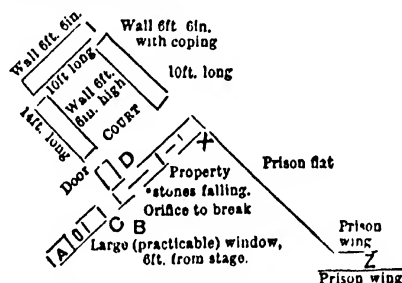 Wall 6ft. 6in.
Wall 6ft. 6in.
with coping
10ft. long
10ft. long
Wall 6ft.
6in. high
14ft. long
COURT
Door
D
X
Prison flat
Property
stones falling.
Orifice to break
C B
A
Large (practicable) window,
6ft. from stage.
Prison
wing
Z
Prison wing